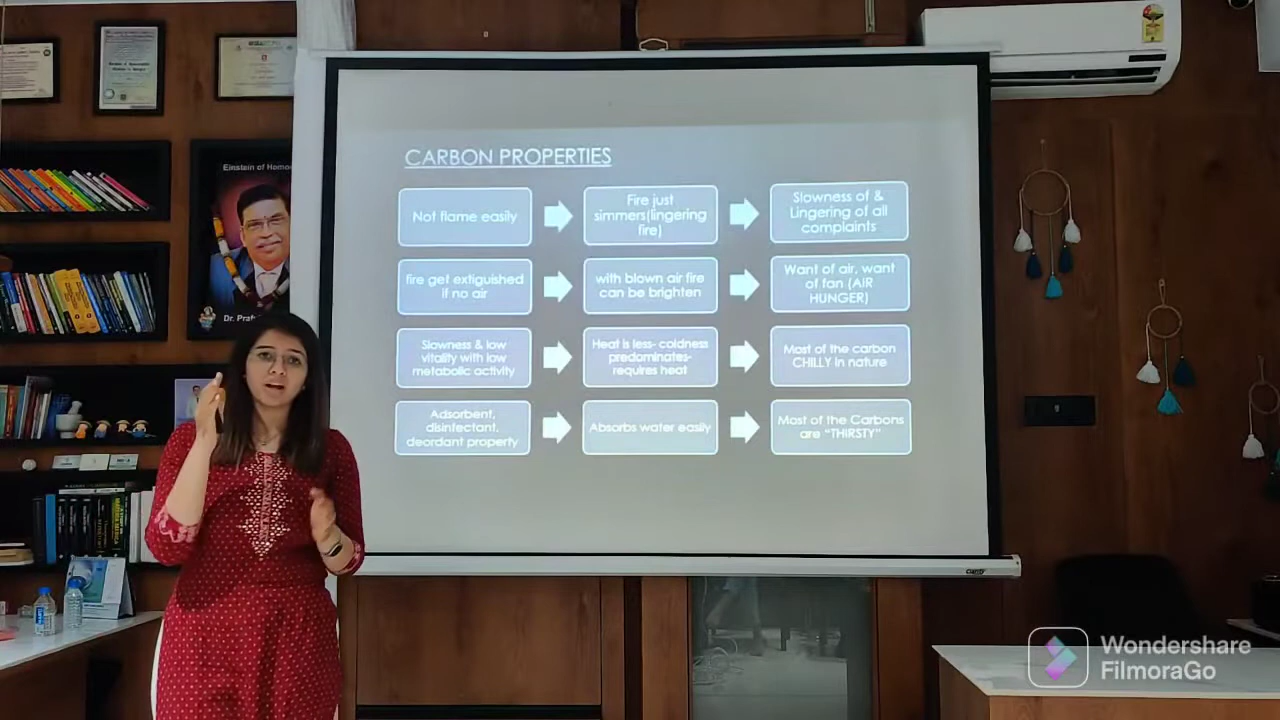 Einstein of Homoe
Dr. Praf
CARBON PROPERTIES
Not flame easily
Fire just
simmers(lingering
fire)
Slowness of &
Lingering of all
complaints
fire get extiguished
if no air
with blown air fire
can be brighten
Want of air, want
of fan (AIR
HUNGER)
Slowness & low
vitality with low
metabolic activity
Heat is less- coldness
predominates-
requires heat
Most of the carbon
CHILLY in nature
Adsorbent,
disinfectant,
deordant property
Absorbs water easily
Most of the Carbons
are "THIRSTY"
Wondershare
FilmoraGo